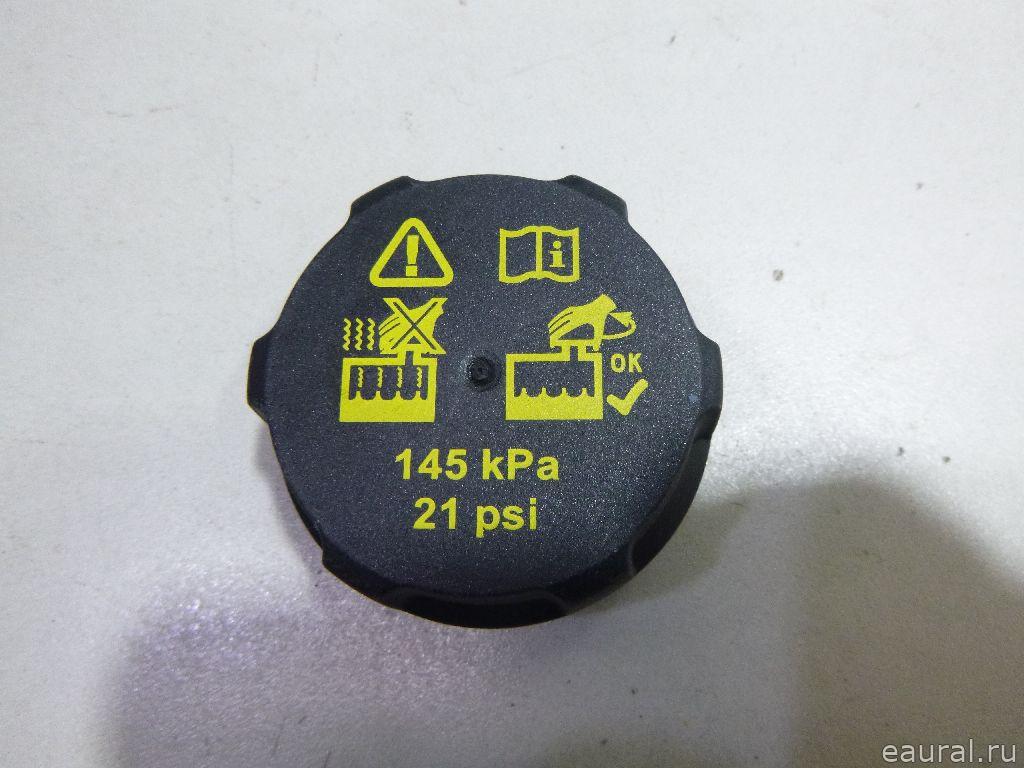 i
OK
145 kPa
21 psi
eaural.ru